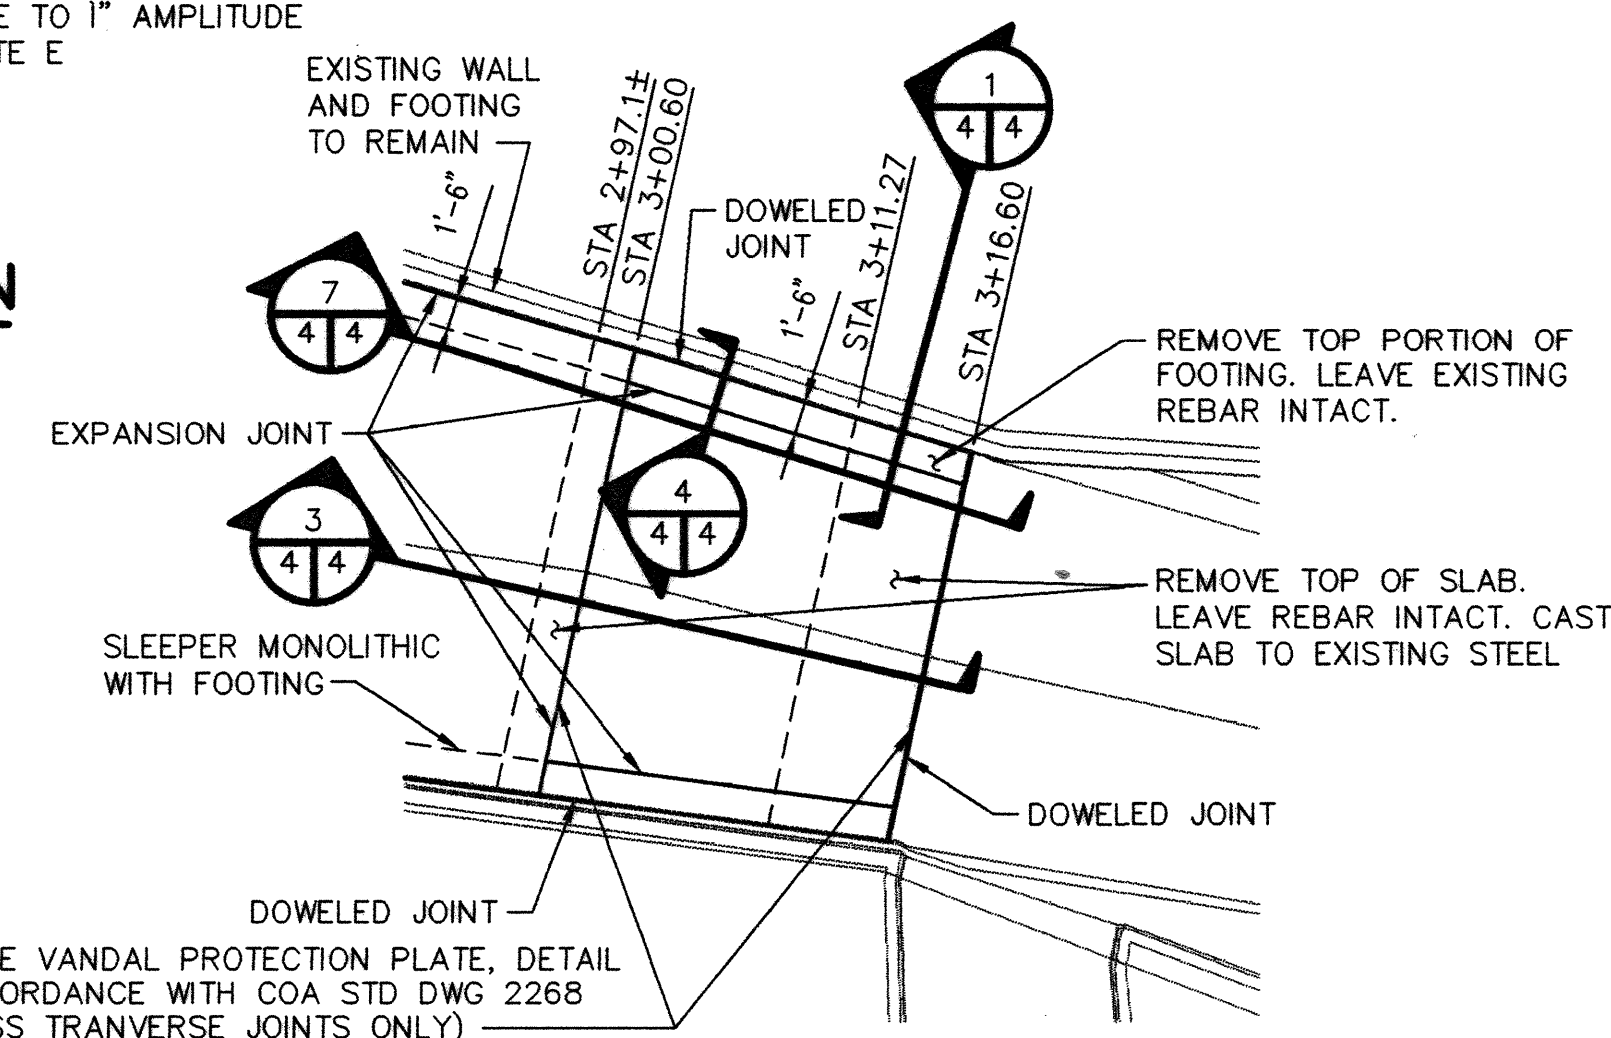 TO 1" AMPLITUDE
E
EXISTING WALL
AND FOOTING
TO REMAIN
1'-6"
STA 2+97.1±
STA 3+00.60
DOWELED
JOINT
1'-6"
STA 3+11.27
STA 3+16.60
1
4 4
7
4 4
REMOVE TOP PORTION OF
FOOTING. LEAVE EXISTING
REBAR INTACT.
EXPANSION JOINT
4
4 4
3
4 4
REMOVE TOP OF SLAB.
LEAVE REBAR INTACT. CAST
SLAB TO EXISTING STEEL
SLEEPER MONOLITHIC
WITH FOOTING
DOWELED JOINT
DOWELED JOINT
VANDAL PROTECTION PLATE, DETAIL
WITH COA STD DWG 2268
TRANVERSE JOINTS ONLY)